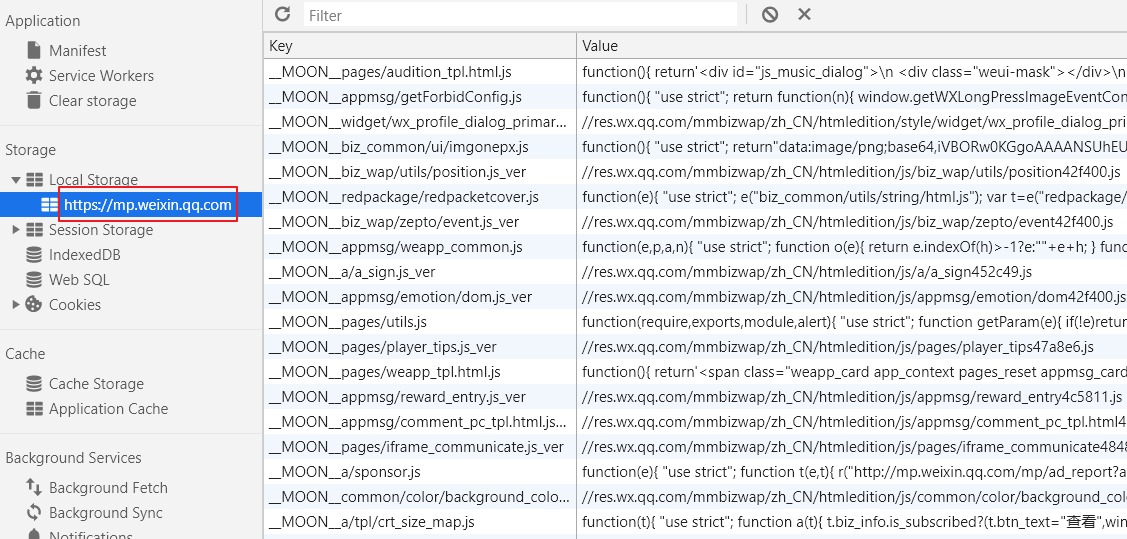 Application
Manifest
Service Workers
Clear storage
Storage
Local Storage
https://mp.weixin.qq.com
Session Storage
IndexedDB
Web SQL
Cookies
Cache
Cache Storage
Application Cache
Background Services
Background Fetch
Background Sync
Notifications
Filter
Key Value
__MOON__pages/audition_tpl.html.js function(){ return'<div id="js_music_dialog">\n <div class="weui-mask"></div>\n
__MOON__appmsg/getForbidConfig.js function(){ "use strict"; return function(n){ window.getWXLongPressImageEventCon
__MOON__widget/wx_profile_dialog_primar... //res.wx.qq.com/mmbizwap/zh_CN/htmledition/style/widget/wx_profile_dialog_pri
__MOON__biz_common/ui/imgonepx.js function(){ "use strict"; return"data:image/png;base64,iVBORw0KGgoAAAANSUhEU
__MOON__biz_wap/utils/position.js_ver //res.wx.qq.com/mmbizwap/zh_CN/htmledition/js/biz_wap/utils/position42f400.js
__MOON__redpackage/redpacketcover.js function(e){ "use strict"; e("biz_common/utils/string/html.js"); var t=e("redpackage/
__MOON__biz_wap/zepto/event.js_ver //res.wx.qq.com/mmbizwap/zh_CN/htmledition/js/biz_wap/zepto/event42f400.js
__MOON__appmsg/weapp_common.js function(e,p,a,n){ "use strict"; function o(e){ return e.indexOf(h)>-1?e:""+e+h; } func
__MOON__a/a_sign.js_ver //res.wx.qq.com/mmbizwap/zh_CN/htmledition/js/a/a_sign452c49.js
__MOON__appmsg/emotion/dom.js_ver //res.wx.qq.com/mmbizwap/zh_CN/htmledition/js/appmsg/emotion/dom42f400.js
__MOON__pages/utils.js function(require,exports,module,alert){ "use strict"; function getParam(e){ if(!e)return
__MOON__pages/player_tips.js_ver //res.wx.qq.com/mmbizwap/zh_CN/htmledition/js/pages/player_tips47a8e6.js
__MOON__pages/weapp_tpl.html.js function(){ return'<span class="weapp_card app_context pages_reset appmsg_card
__MOON__appmsg/reward_entry.js_ver //res.wx.qq.com/mmbizwap/zh_CN/htmledition/js/appmsg/reward_entry4c5811.js
__MOON__appmsg/comment_pc_tpl.html.js... //res.wx.qq.com/mmbizwap/zh_CN/htmledition/js/appmsg/comment_pc_tpl.html4
__MOON__pages/iframe_communicate.js_ver //res.wx.qq.com/mmbizwap/zh_CN/htmledition/js/pages/iframe_communicate4848
__MOON__a/sponsor.js function(e){ "use strict"; function t(e,t){ r("http://mp.weixin.qq.com/mp/ad_report?a
__MOON__common/color/background_colo... //res.wx.qq.com/mmbizwap/zh_CN/htmledition/js/common/color/background_co
__MOON__a/tpl/crt_size_map.js function(t){ "use strict"; function a(t){ t.biz_info.is_subscribed?(t.btn_text="查看",win